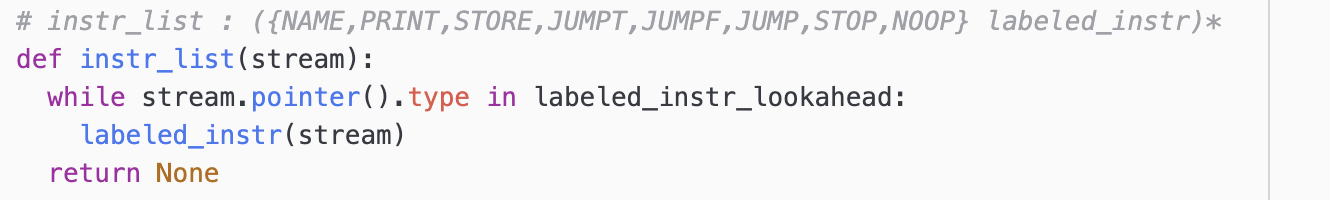 # instr_list : ({NAME,PRINT,STORE,JUMPT,JUMPF,JUMP,STOP,NOOP} labeled_instr)*
def instr_list(stream):
  while stream.pointer().type in labeled_instr_lookahead:
    labeled_instr(stream)
  return None